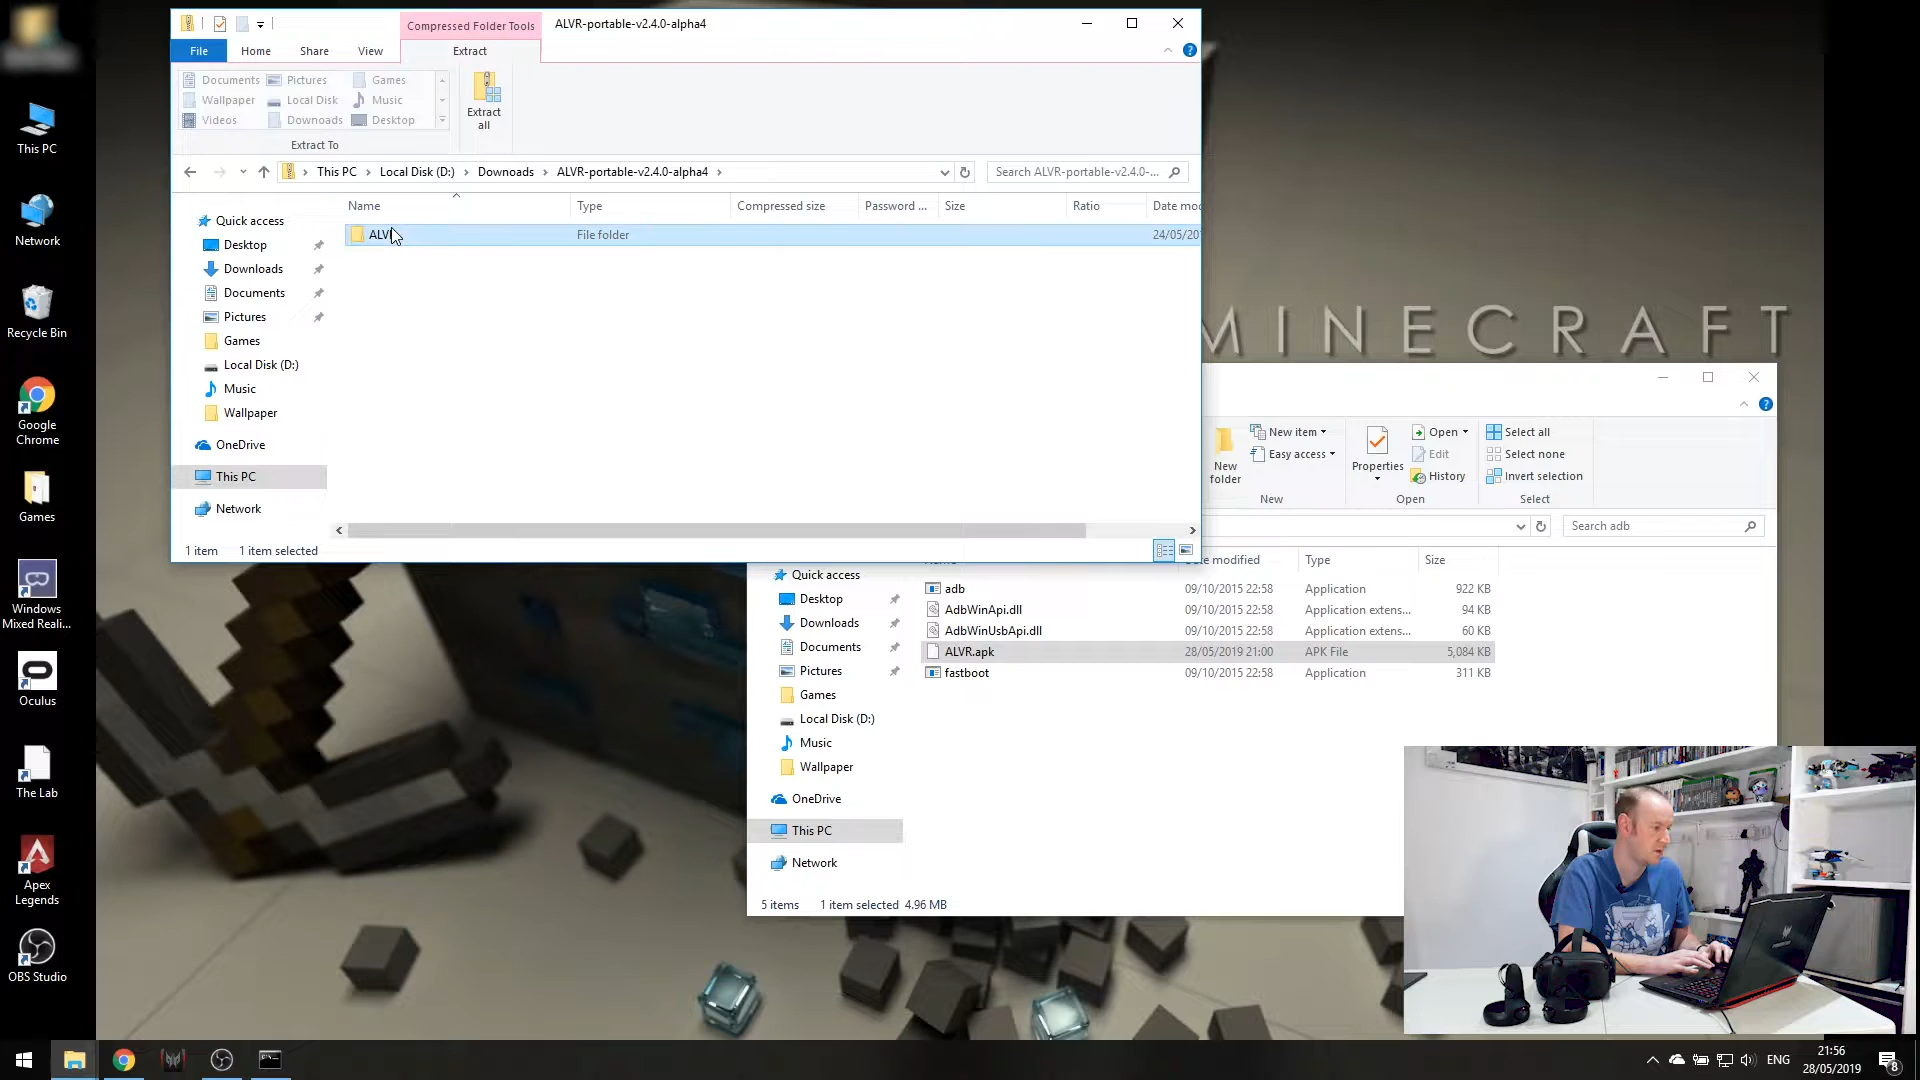 Compressed Folder Tools
ALVR-portable-v2.4.0-alpha4
File
Home
Share
View
Extract
Documents
Pictures
Games
Wallpaper
Local Disk
Music
Videos
Downloads
Desktop
Extract To
Extract
all
This PC
Local Disk (D:)
Downoads
ALVR-portable-v2.4.0-alpha4
Search ALVR-portable-v2.4.0-...
Name
Type
Compressed size
Password ...
Size
Ratio
File folder
Quick access
Desktop
Downloads
Documents
Pictures
Games
Local Disk (D:)
Music
Wallpaper
OneDrive
This PC
Network
1 item
1 item selected
MINECRAFT
New
folder
New item
Easy access
New
Properties
Open
Edit
History
Open
Select all
Select none
Invert selection
Select
Search adb
Type
Size
Quick access
Desktop
Downloads
Documents
Pictures
Games
Local Disk (D:)
Music
Wallpaper
OneDrive
This PC
Network
adb 09/10/2015 22:58 Application 922 KB
AdbWinApi.dll 09/10/2015 22:58 Application extens... 94 KB
AdbWinUsbApi.dll 09/10/2015 22:58 Application extens... 60 KB
ALVR.apk 28/05/2019 21:00 APK File 5,084 KB
fastboot 09/10/2015 22:58 Application 311 KB
5 items
1 item selected 4.96 MB
This PC
Network
Recycle Bin
Google
Chrome
Games
Windows
Mixed Reali...
Oculus
The Lab
Apex
Legends
OBS Studio
ENG
21:56
28/05/2019
8